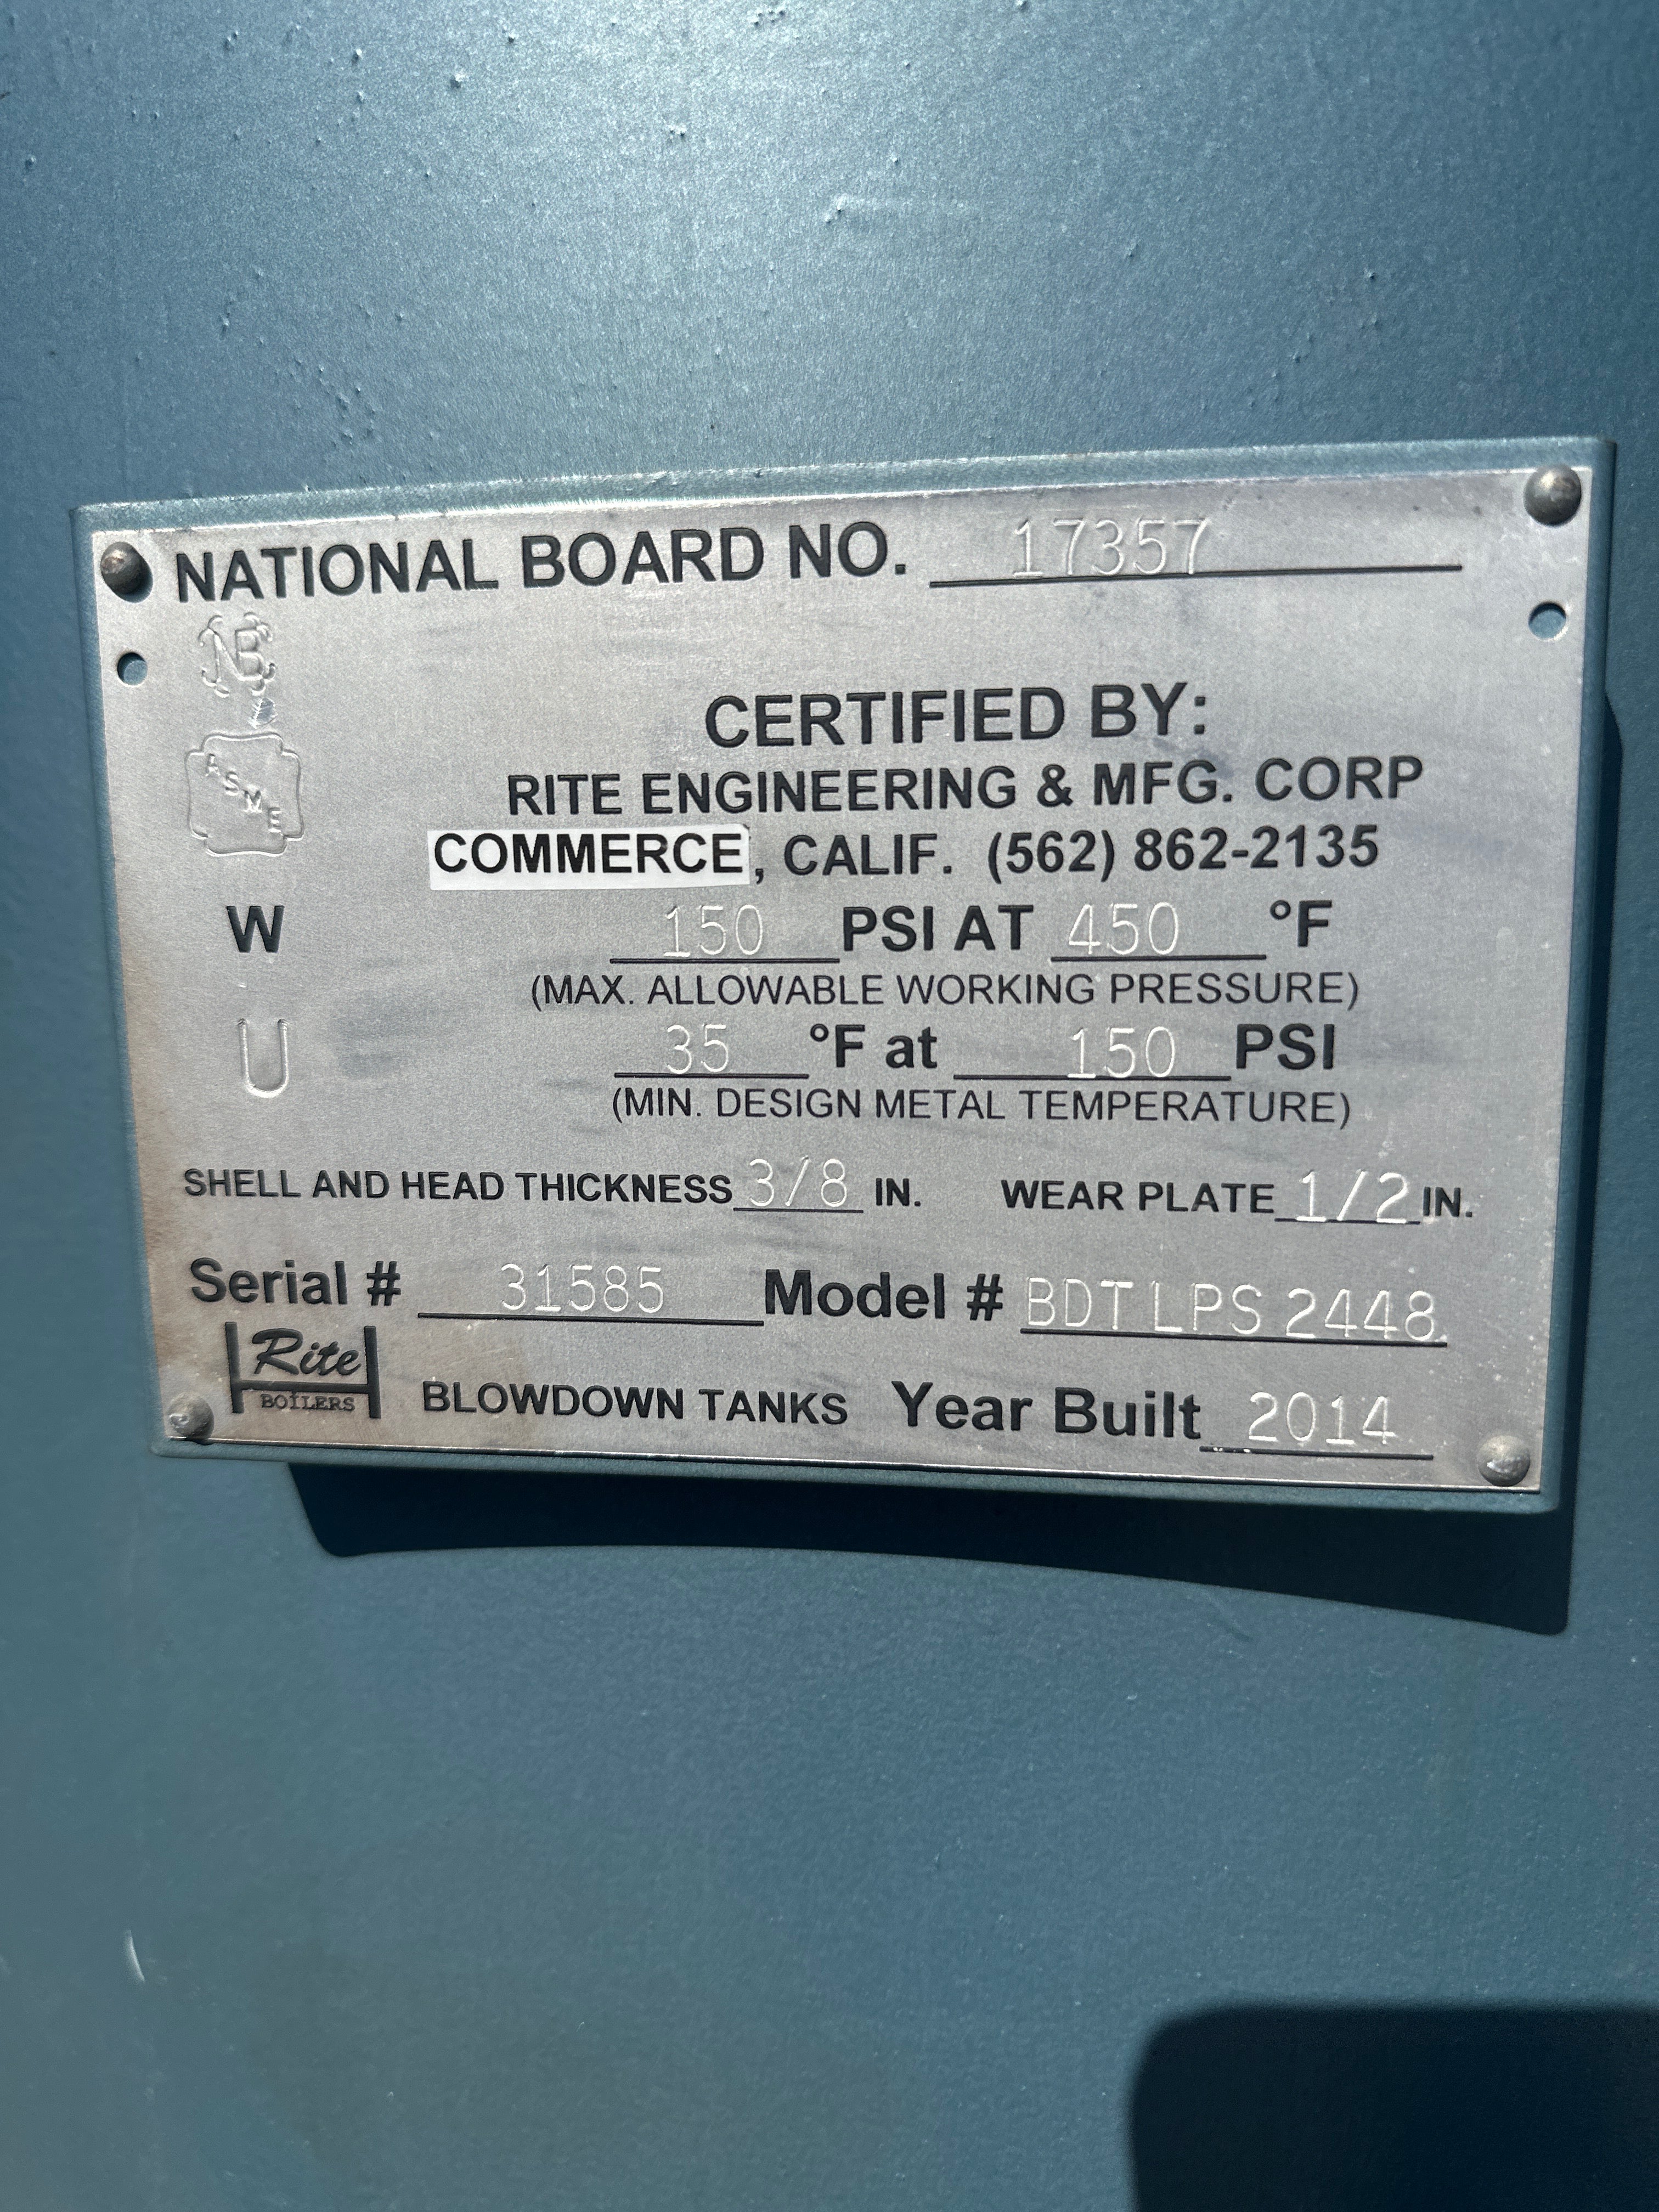 NATIONAL BOARD NO. 17357
NB
ASME
CERTIFIED BY:
RITE ENGINEERING & MFG. CORP
COMMERCE, CALIF. (562) 862-2135
W 150 PSI AT 450 °F
(MAX. ALLOWABLE WORKING PRESSURE)
U 35 °F at 150 PSI
(MIN. DESIGN METAL TEMPERATURE)
SHELL AND HEAD THICKNESS 3/8 IN. WEAR PLATE 1/2 IN.
Serial # 31585 Model # BDTLPS 2448.
Rite
BOILERS
BLOWDOWN TANKS Year Built 2014